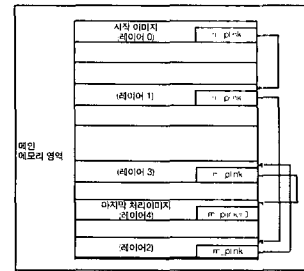 시작 이미지
(레이어 0) m_plink
(레이어 1) m_plink
메인
메모리 영역
(레이어 3) m_plink
마지막 처리이미지
(레이어4)
(레이어2) m_plink